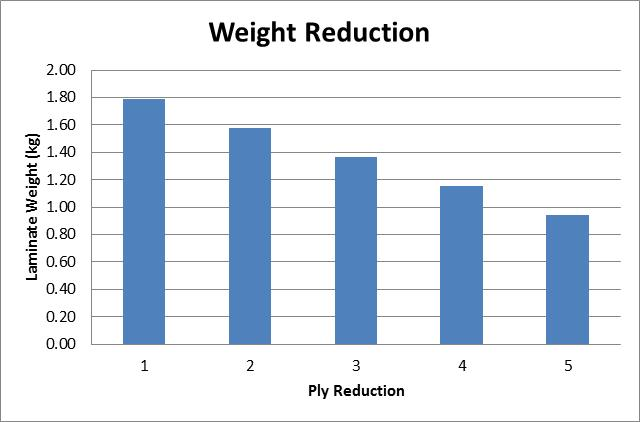 Weight Reduction
2.00
1.80
1.60
1.40
1.20
1.00
0.80
0.60
0.40
0.20
0.00
Laminate Weight (kg)
1 2 3 4 5
Ply Reduction